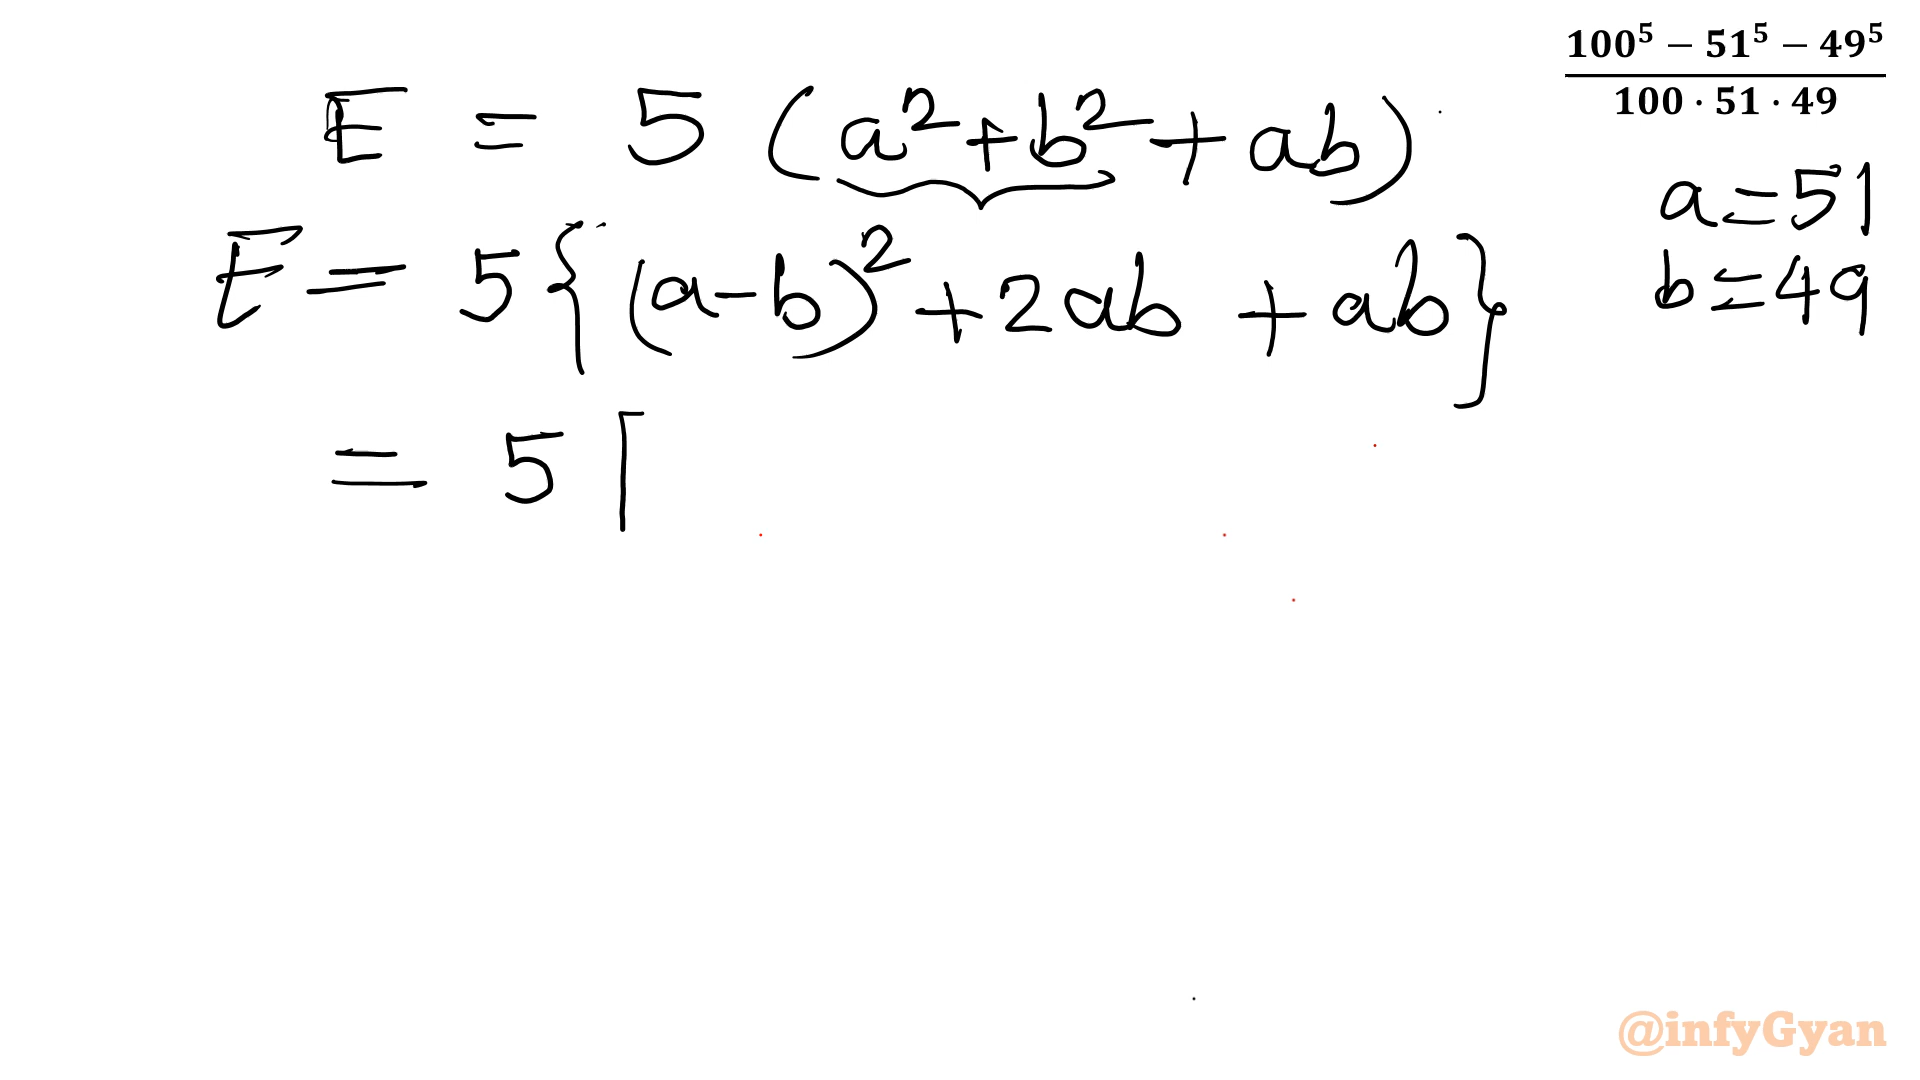 100⁵ − 51⁵ − 49⁵
100 · 51 · 49
E = 5 (a² + b² + ab)
a = 51
E = 5 { (a - b)² + 2ab + ab }
b = 49
= 5 [
@infyGyan